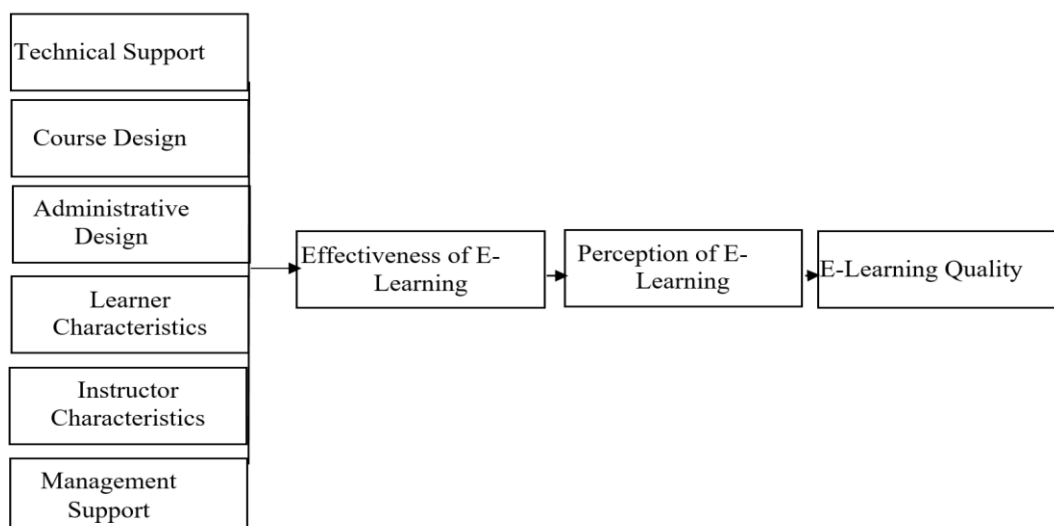 Technical Support
Course Design
Administrative
Design
Learner
Characteristics
Instructor
Characteristics
Management
Support
Effectiveness of E-
Learning
Perception of E-
Learning
E-Learning Quality